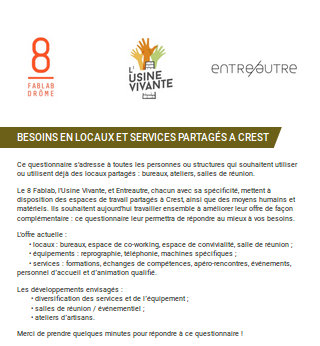 8
FABLAB
DRÔME
L'
USINE
VIVANTE
entre/autre
BESOINS EN LOCAUX ET SERVICES PARTAGÉS A CREST
Ce questionnaire s'adresse à toutes les personnes ou structures qui souhaitent utiliser
ou utilisent déjà des locaux partagés : bureaux, ateliers, salles de réunion.
Le 8 Fablab, l'Usine Vivante, et Entreautre, chacun avec sa spécificité, mettent à
disposition des espaces de travail partagés à Crest, ainsi que des moyens humains et
matériels. Ils souhaitent aujourd'hui travailler ensemble à améliorer leur offre de façon
complémentaire : ce questionnaire leur permettra de répondre au mieux à vos besoins.
L'offre actuelle :
• locaux : bureaux, espace de co-working, espace de convivialité, salle de réunion ;
• équipements : reprographie, téléphonie, machines spécifiques ;
• services : formations, échanges de compétences, apéro-rencontres, événements,
personnel d'accueil et d'animation qualifié.
Les développements envisagés :
• diversification des services et de l'équipement ;
• salles de réunion / événementiel ;
• ateliers d'artisans.
Merci de prendre quelques minutes pour répondre à ce questionnaire !